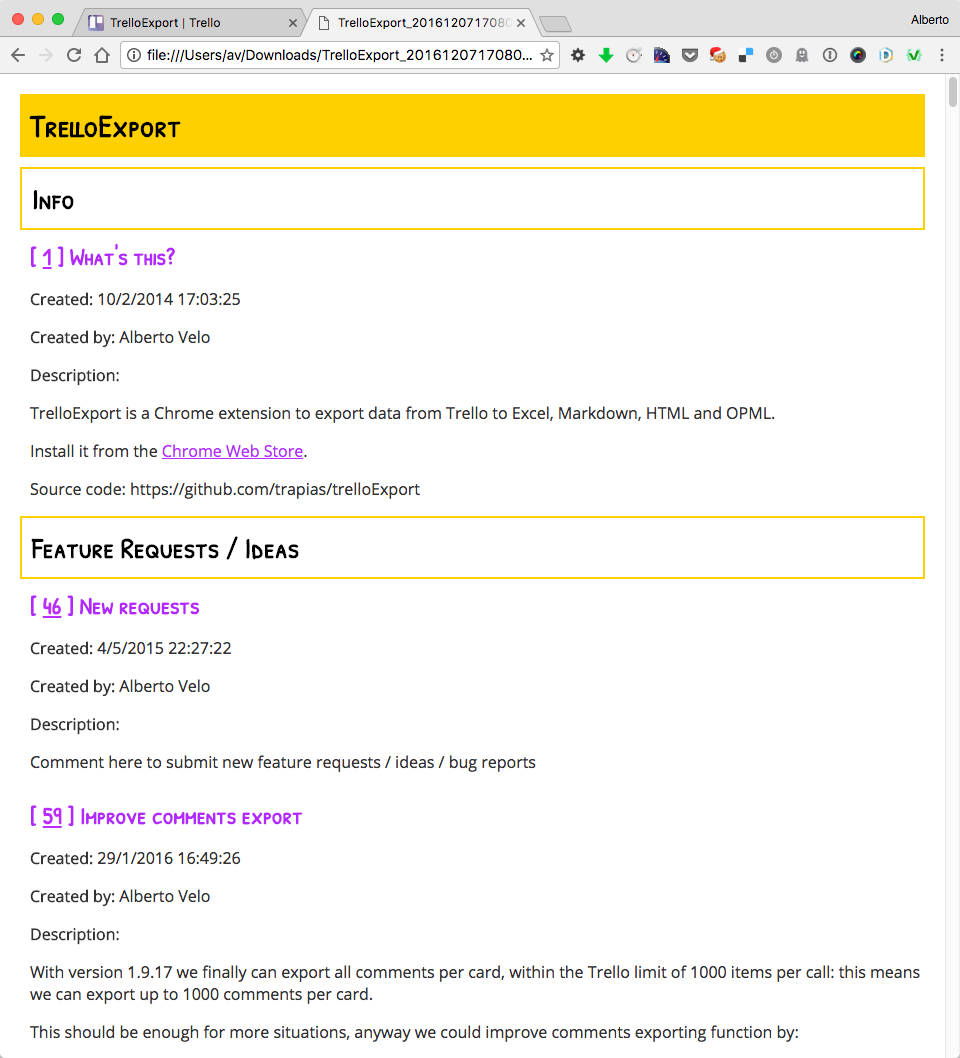 TrelloExport | Trello
TrelloExport_2016120717080
Alberto
file:///Users/av/Downloads/TrelloExport_2016120717080...
TrelloExport
Info
[ 1 ] What's this?
Created: 10/2/2014 17:03:25
Created by: Alberto Velo
Description:
TrelloExport is a Chrome extension to export data from Trello to Excel, Markdown, HTML and OPML.
Install it from the Chrome Web Store.
Source code: https://github.com/trapias/trelloExport
Feature Requests / Ideas
[ 46 ] New requests
Created: 4/5/2015 22:27:22
Created by: Alberto Velo
Description:
Comment here to submit new feature requests / ideas / bug reports
[ 59 ] Improve comments export
Created: 29/1/2016 16:49:26
Created by: Alberto Velo
Description:
With version 1.9.17 we finally can export all comments per card, within the Trello limit of 1000 items per call: this means
we can export up to 1000 comments per card.
This should be enough for more situations, anyway we could improve comments exporting function by: